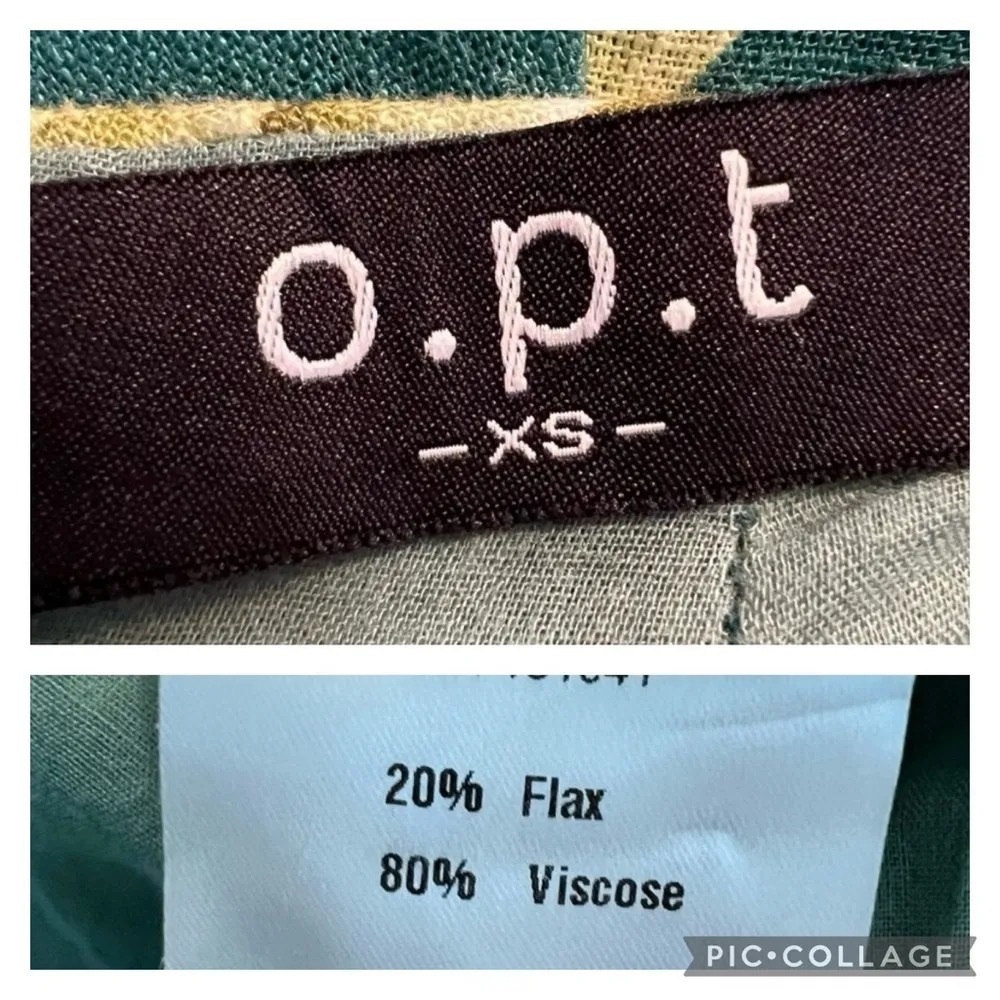 o.p.t
- XS -
20% Flax
80% Viscose
PIC•COLLAGE